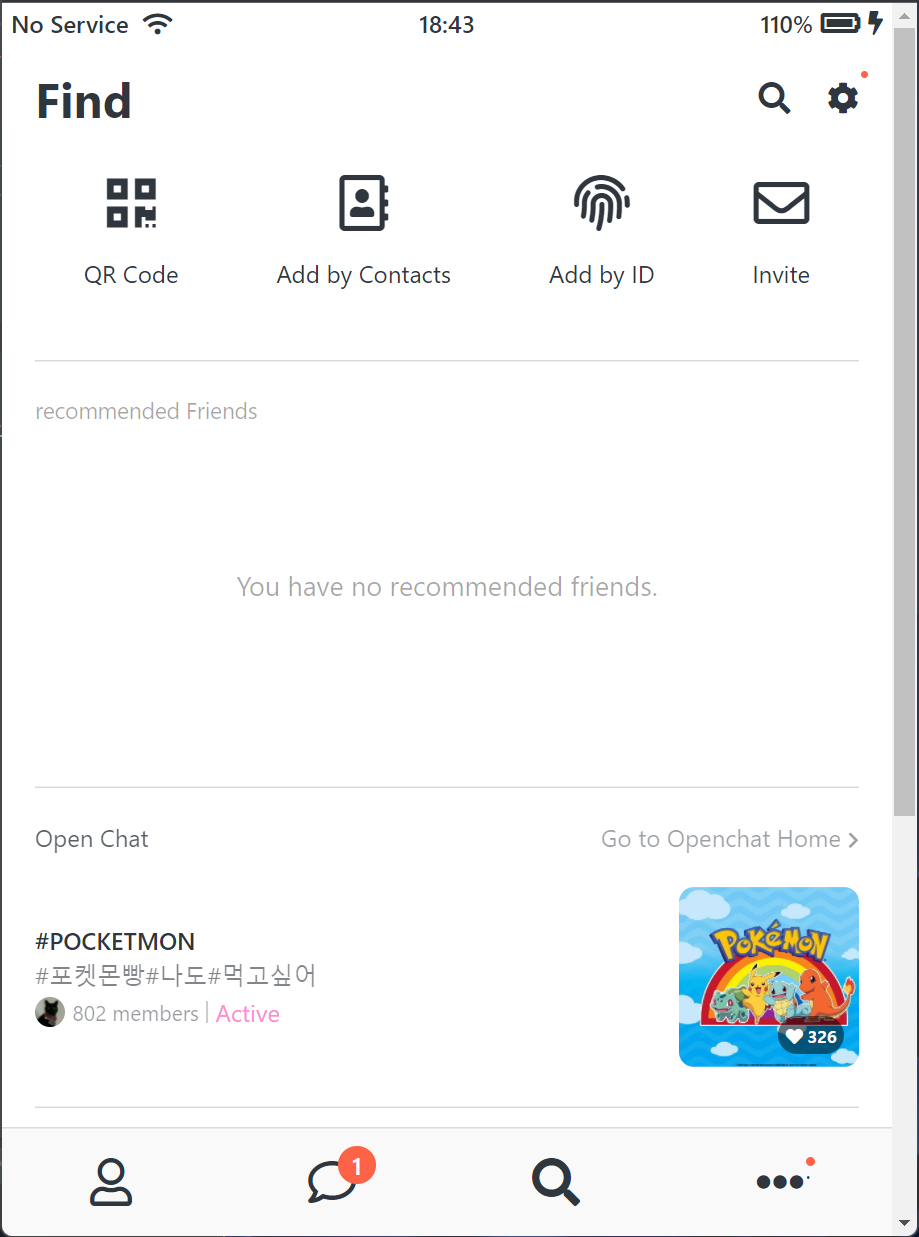 No Service 18:43 110%
Find
QR Code Add by Contacts Add by ID Invite
recommended Friends
You have no recommended friends.
Open Chat Go to Openchat Home
#POCKETMON
#포켓몬빵#나도#먹고싶어
802 members | Active
POKéMON
326
1